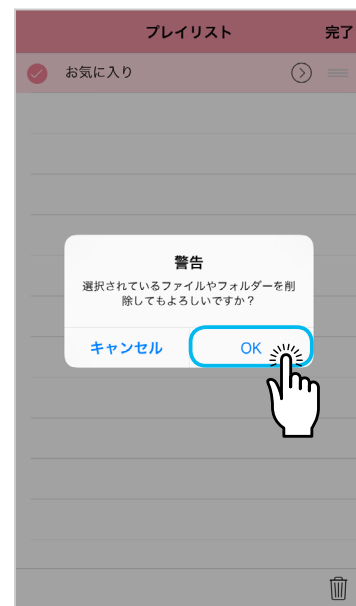 プレイリスト 完了
お気に入り
警告
選択されているファイルやフォルダーを削
除してもよろしいですか？
キャンセル OK